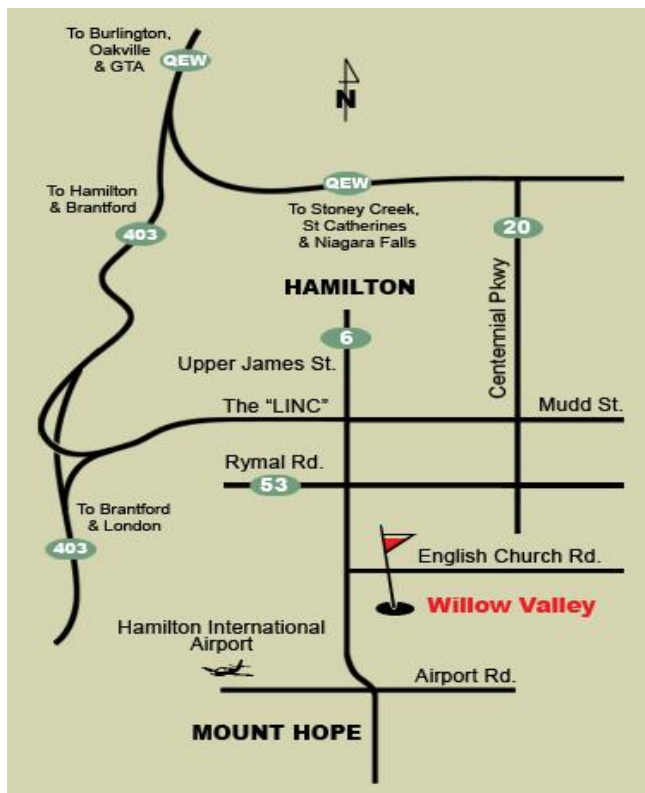 To Burlington,
Oakville
& GTA
QEW
N
To Hamilton
& Brantford
403
QEW
To Stoney Creek,
St Catherines
& Niagara Falls
20
Centennial Pkwy
HAMILTON
6
Upper James St.
The “LINC”
Mudd St.
Rymal Rd.
53
To Brantford
& London
403
English Church Rd.
Willow Valley
Hamilton International
Airport
Airport Rd.
MOUNT HOPE